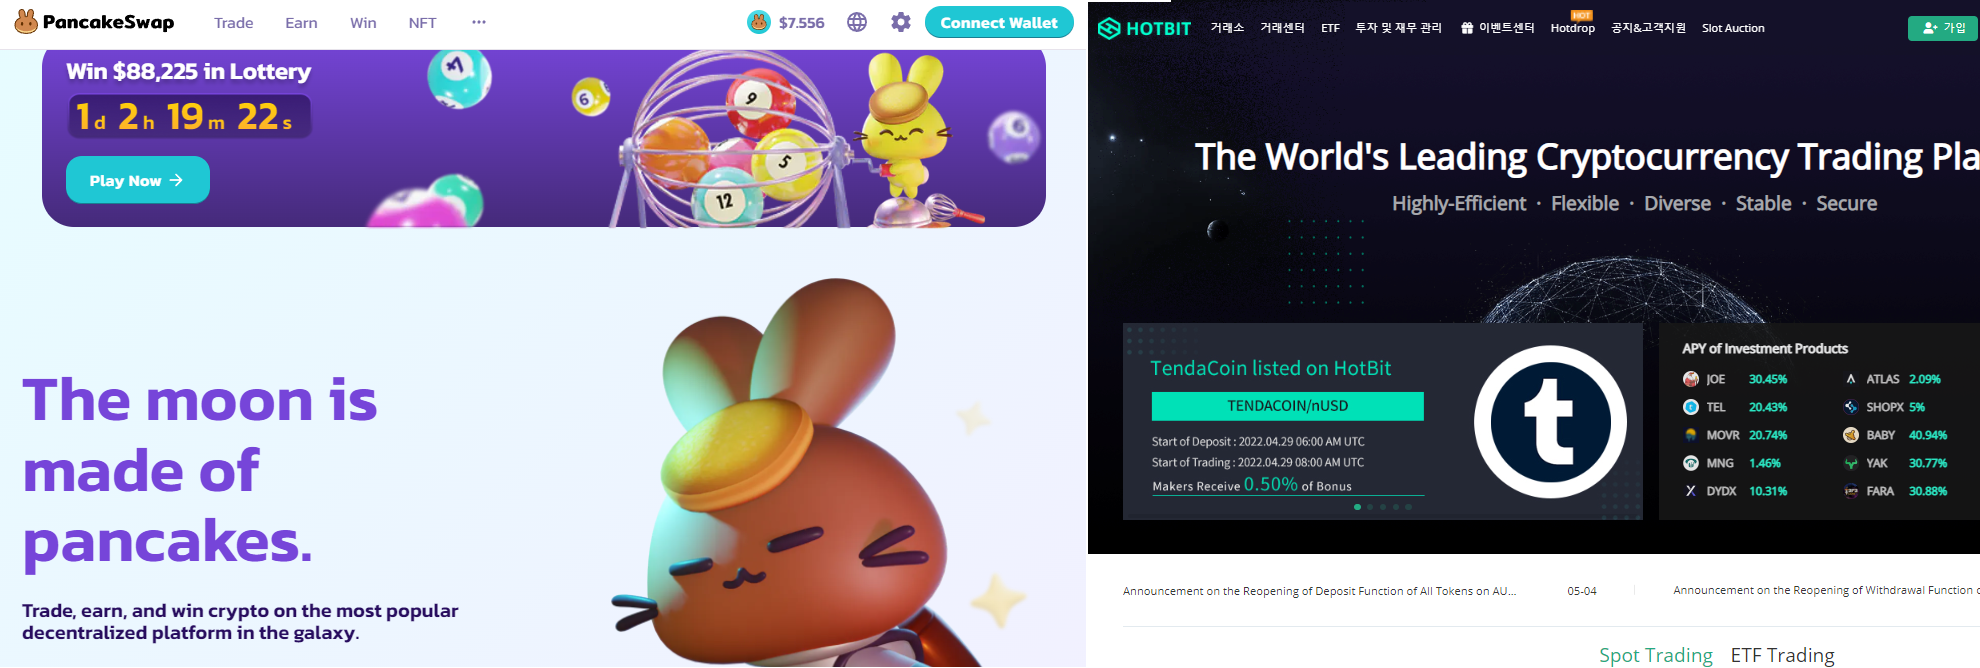 PancakeSwap
Trade Earn Win NFT ···
$7.556
Connect Wallet
Win $88,225 in Lottery
1d 2h 19m 22s
Play Now →
9
6
5
12
The moon is
made of
pancakes.
Trade, earn, and win crypto on the most popular
decentralized platform in the galaxy.
HOTBIT
거래소 거래센터 ETF 투자 및 재무 관리 이벤트센터 Hotdrop 공지&고객지원 Slot Auction
HOT
가입
The World's Leading Cryptocurrency Trading Pla
Highly-Efficient · Flexible · Diverse · Stable · Secure
TendaCoin listed on HotBit
TENDACOIN/nUSD
Start of Deposit : 2022.04.29 06:00 AM UTC
Start of Trading : 2022.04.29 08:00 AM UTC
Makers Receive 0.50% of Bonus
t
APY of Investment Products
JOE 30.45% ATLAS 2.09%
TEL 20.43% SHOPX 5%
MOVR 20.74% BABY 40.94%
MNG 1.46% YAK 30.77%
DYDX 10.31% FARA 30.88%
Announcement on the Reopening of Deposit Function of All Tokens on AU... 05-04
Announcement on the Reopening of Withdrawal Function
Spot Trading ETF Trading